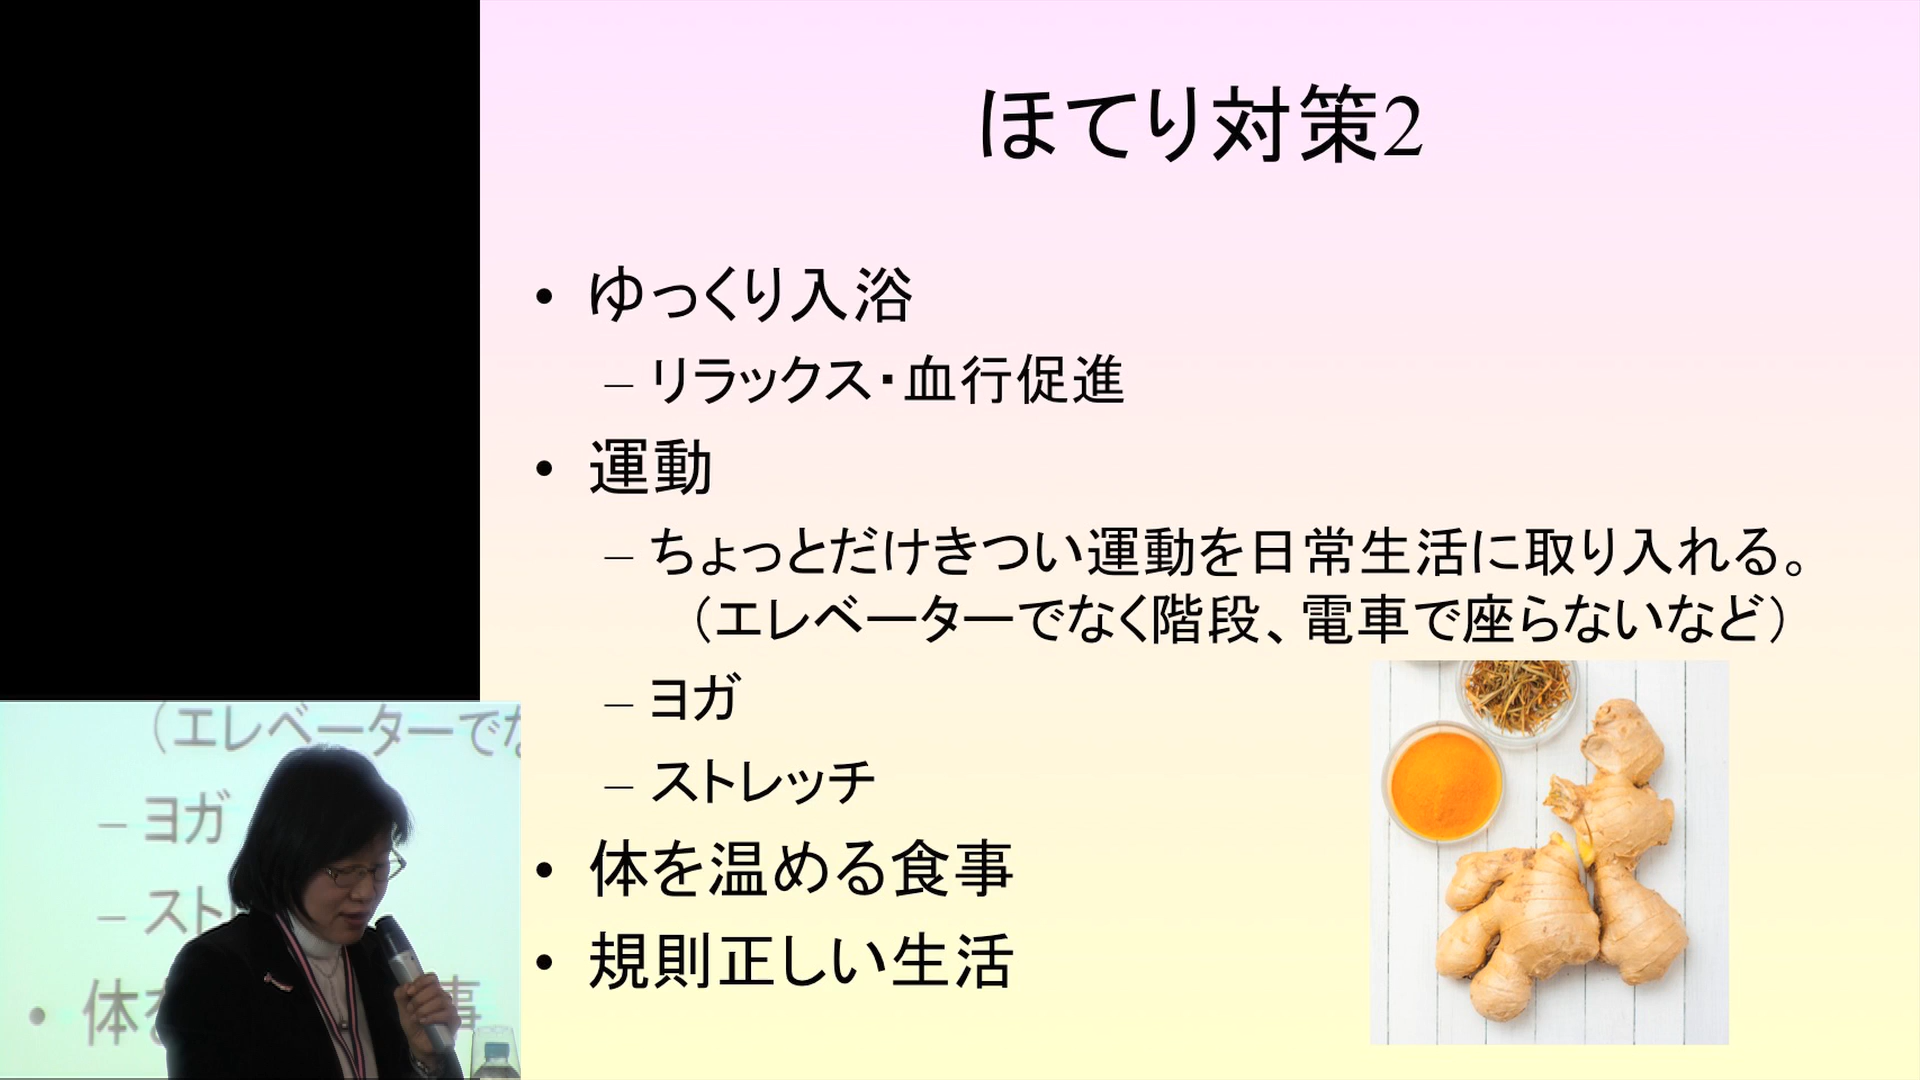 ほてり対策2
• ゆっくり入浴
– リラックス・血行促進
• 運動
– ちょっとだけきつい運動を日常生活に取り入れる。
（エレベーターでなく階段、電車で座らないなど）
– ヨガ
– ストレッチ
• 体を温める食事
• 規則正しい生活
（エレベーターでな
– ヨガ
– スト
• 体を
事